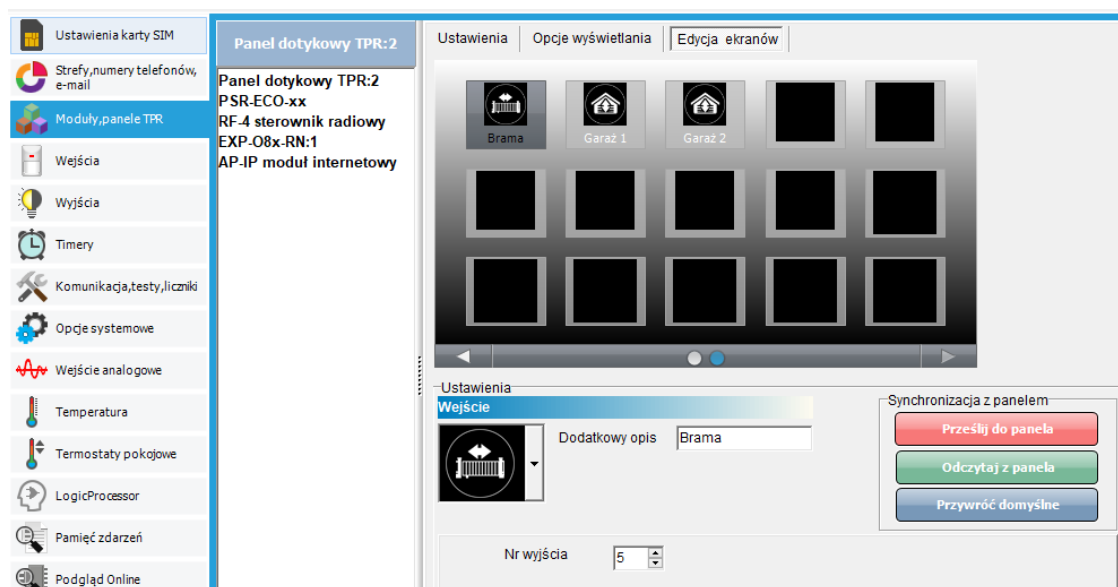 Ustawienia karty SIM
Strefy,numery telefonów,
e-mail
Moduły,panele TPR
Wejścia
Wyjścia
Timery
Komunikacja,testy,liczniki
Opcje systemowe
Wejście analogowe
Temperatura
Termostaty pokojowe
LogicProcessor
Pamięć zdarzeń
Podgląd Online
Panel dotykowy TPR:2
Panel dotykowy TPR:2
PSR-ECO-xx
RF-4 sterownik radiowy
EXP-O8x-RN:1
AP-IP moduł internetowy
Ustawienia Opcje wyświetlania Edycja ekranów
Brama Garaż 1 Garaż 2
Ustawienia
Wejście
Dodatkowy opis Brama
Nr wyjścia 5
Synchronizacja z panelem
Prześlij do panela
Odczytaj z panela
Przywróć domyślne